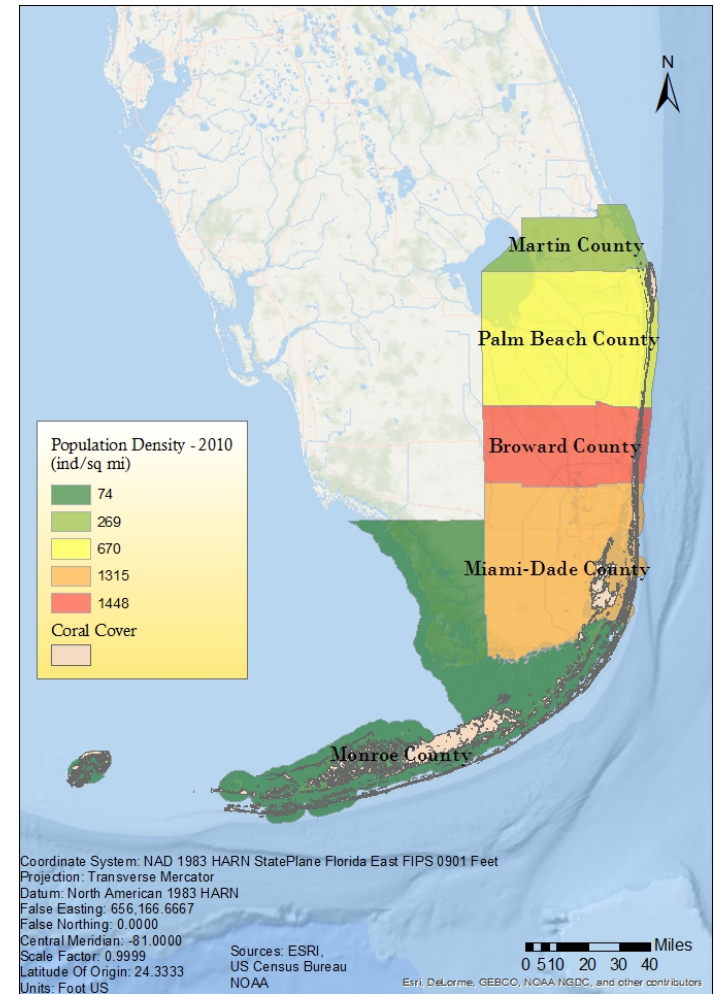 N
Martin County
Palm Beach County
Broward County
Miami-Dade County
Monroe County
Population Density - 2010
(ind/sq mi)
74
269
670
1315
1448
Coral Cover
Coordinate System: NAD 1983 HARN StatePlane Florida East FIPS 0901 Feet
Projection: Transverse Mercator
Datum: North American 1983 HARN
False Easting: 656,166.6667
False Northing: 0.0000
Central Meridian: -81.0000
Scale Factor: 0.9999
Latitude Of Origin: 24.3333
Units: Foot US
Sources: ESRI,
US Census Bureau
NOAA
Miles
0 5 10 20 30 40
Esri, DeLorme, GEBCO, NOAA NGDC, and other contributors